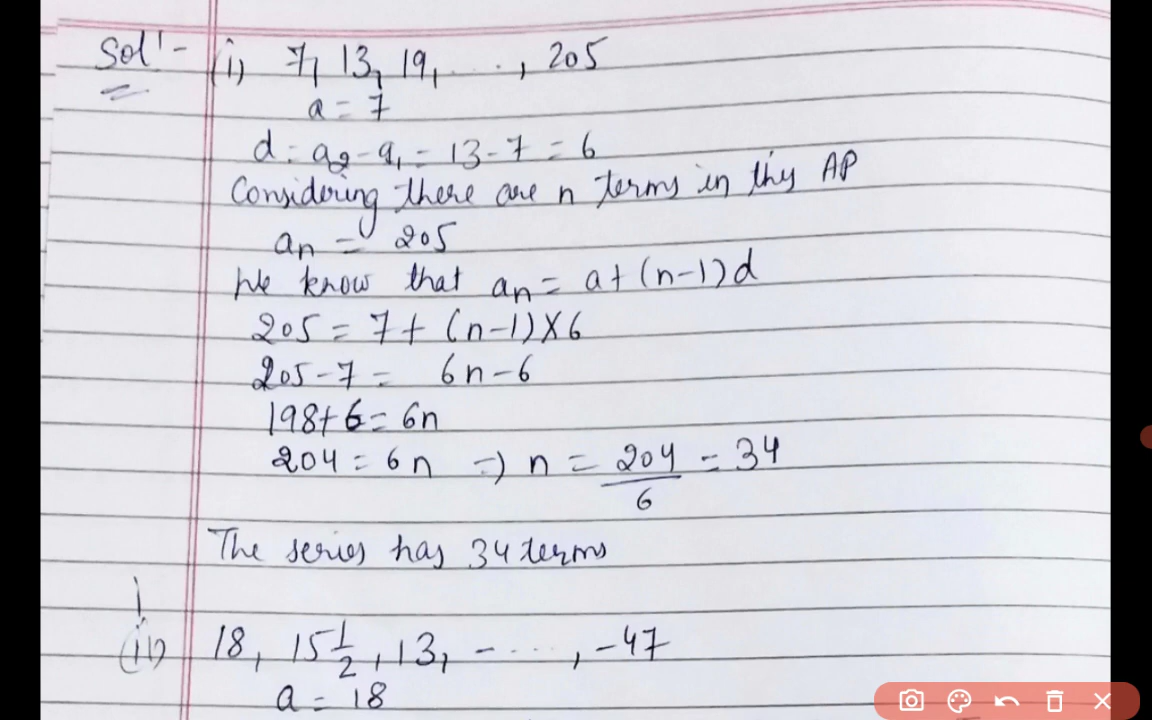 Sol'- (i) 7, 13, 19, ...., 205
a = 7
d = a₂ - a₁ = 13 - 7 = 6
Considering there are n terms in this AP
aₙ = 205
We know that aₙ = a + (n-1)d
205 = 7 + (n-1)×6
205-7 = 6n-6
198+6 = 6n
204 = 6n => n = 204/6 = 34
The series has 34 terms
(ii) 18, 15 1/2, 13, - ...., -47
a = 18